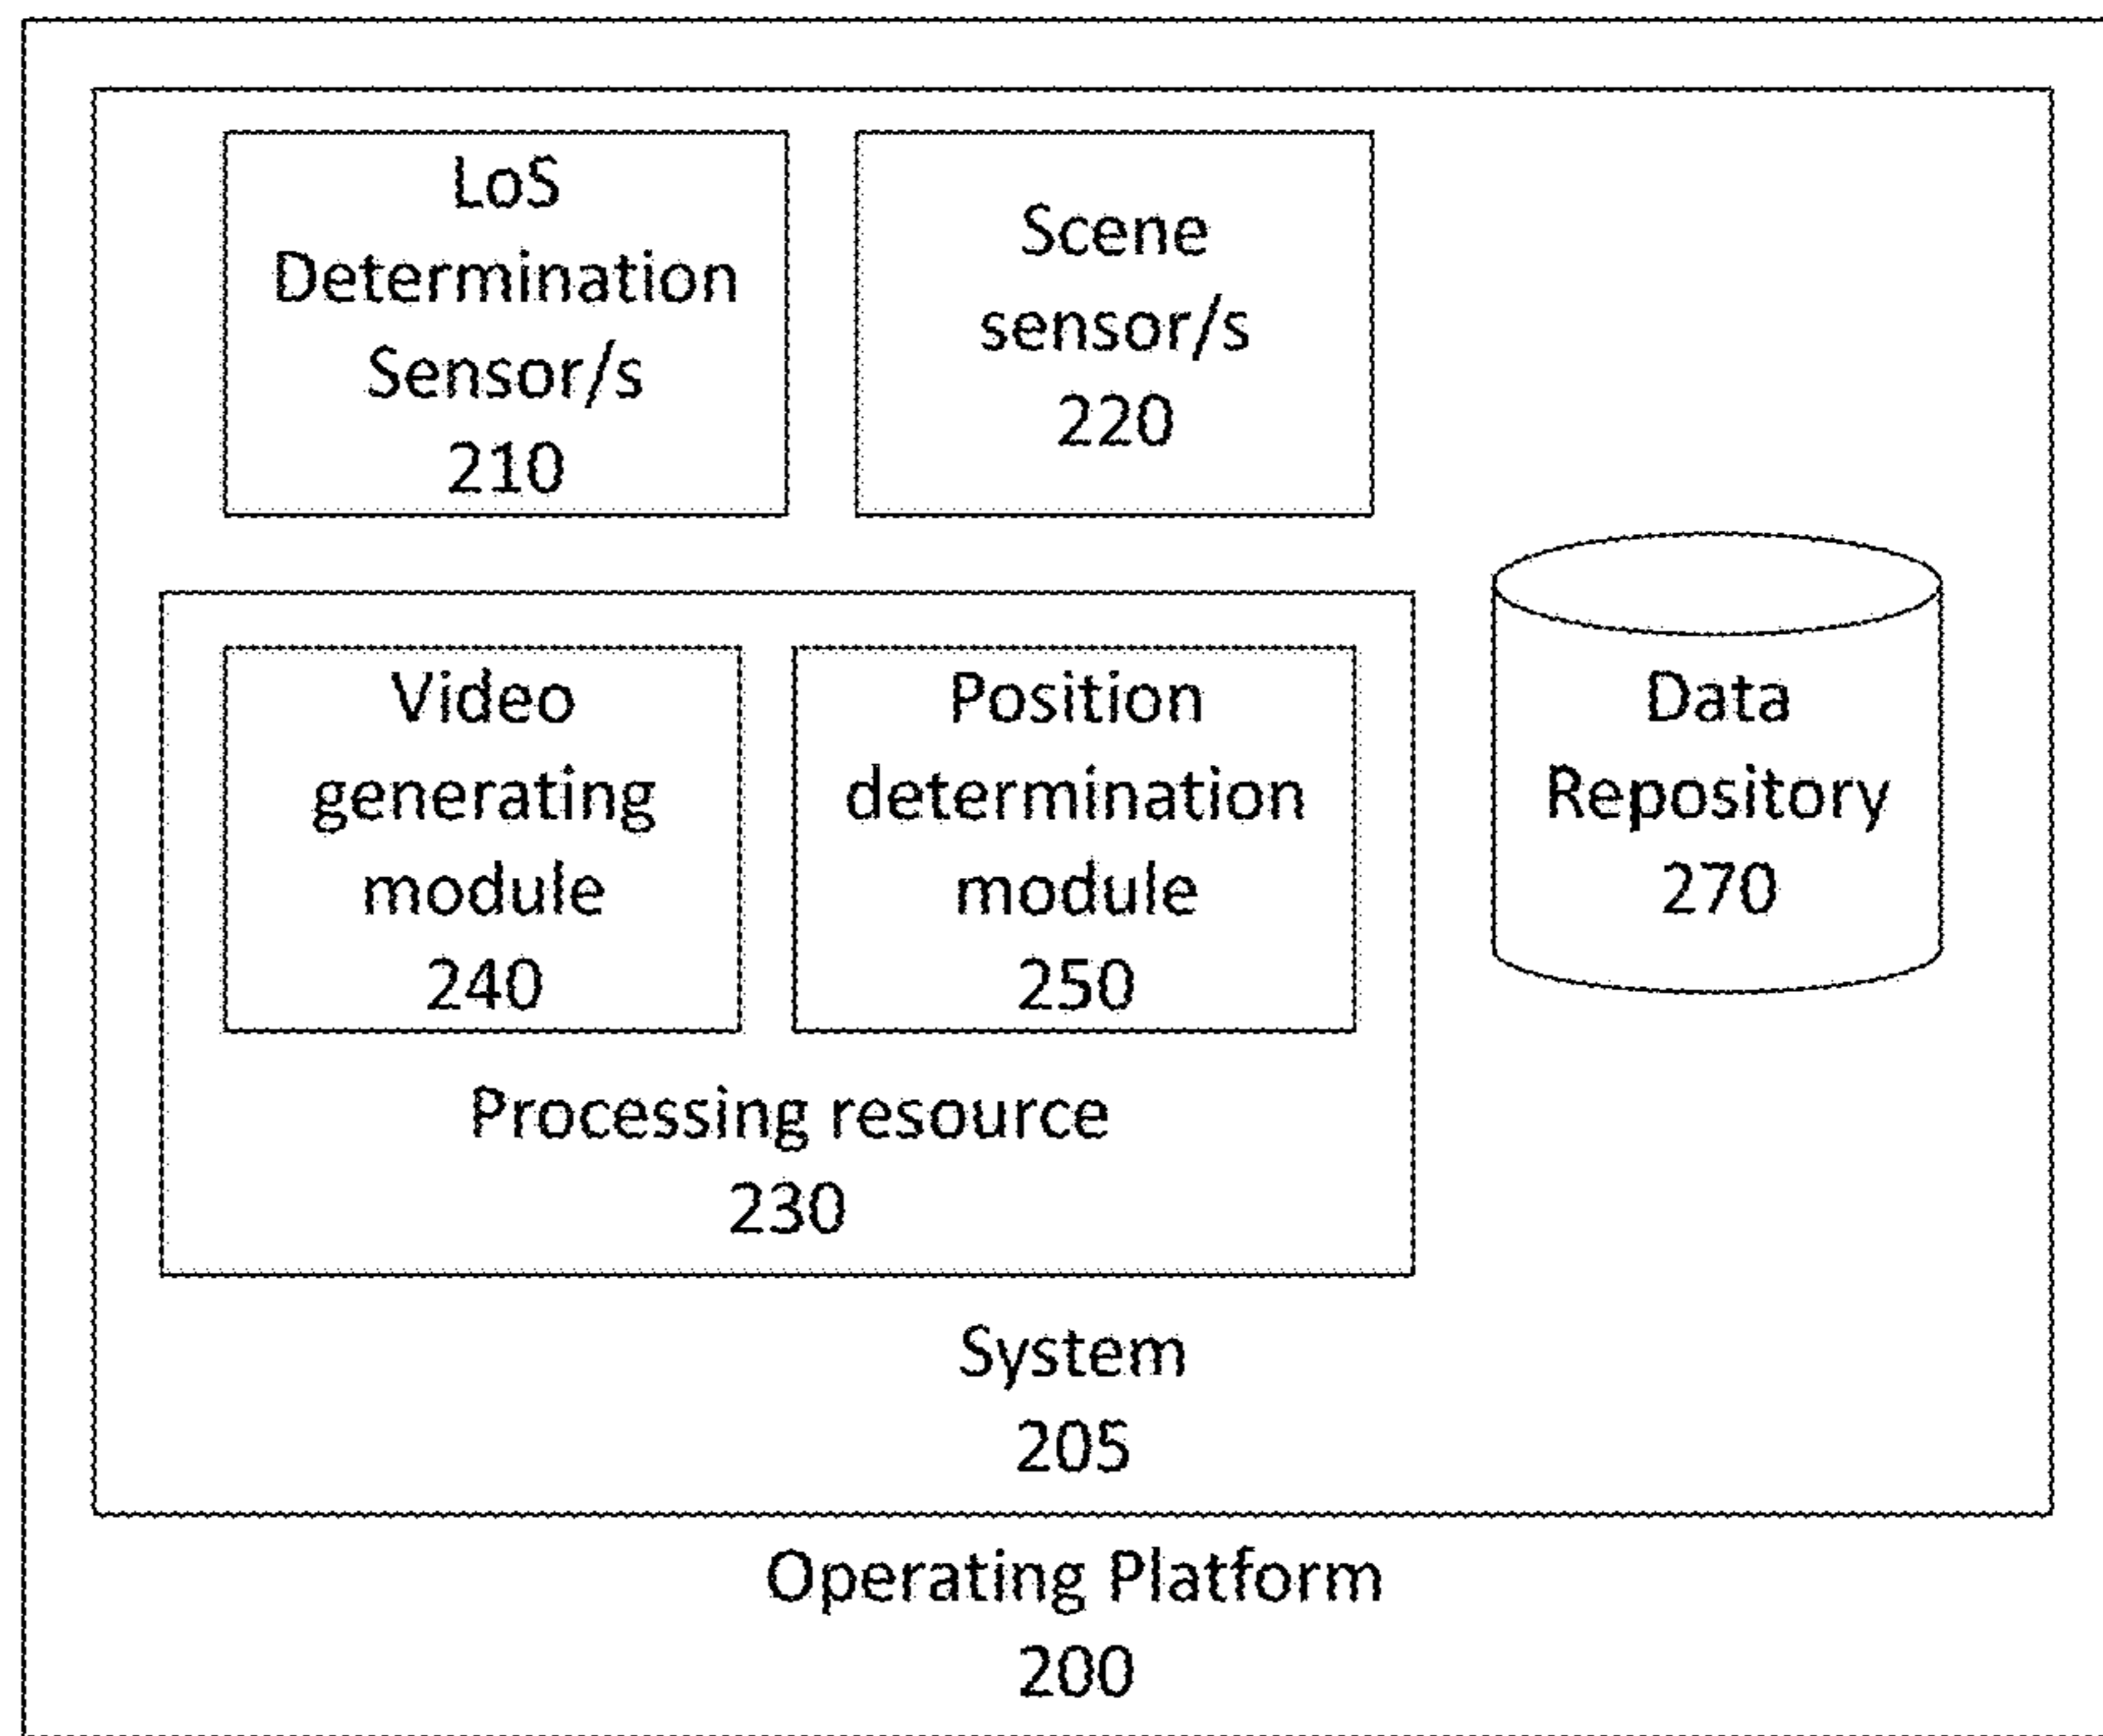 LoS
Determination
Sensor/s
210
Scene
sensor/s
220
Video
generating
module
240
Position
determination
module
250
Processing resource
230
Data
Repository
270
System
205
Operating Platform
200